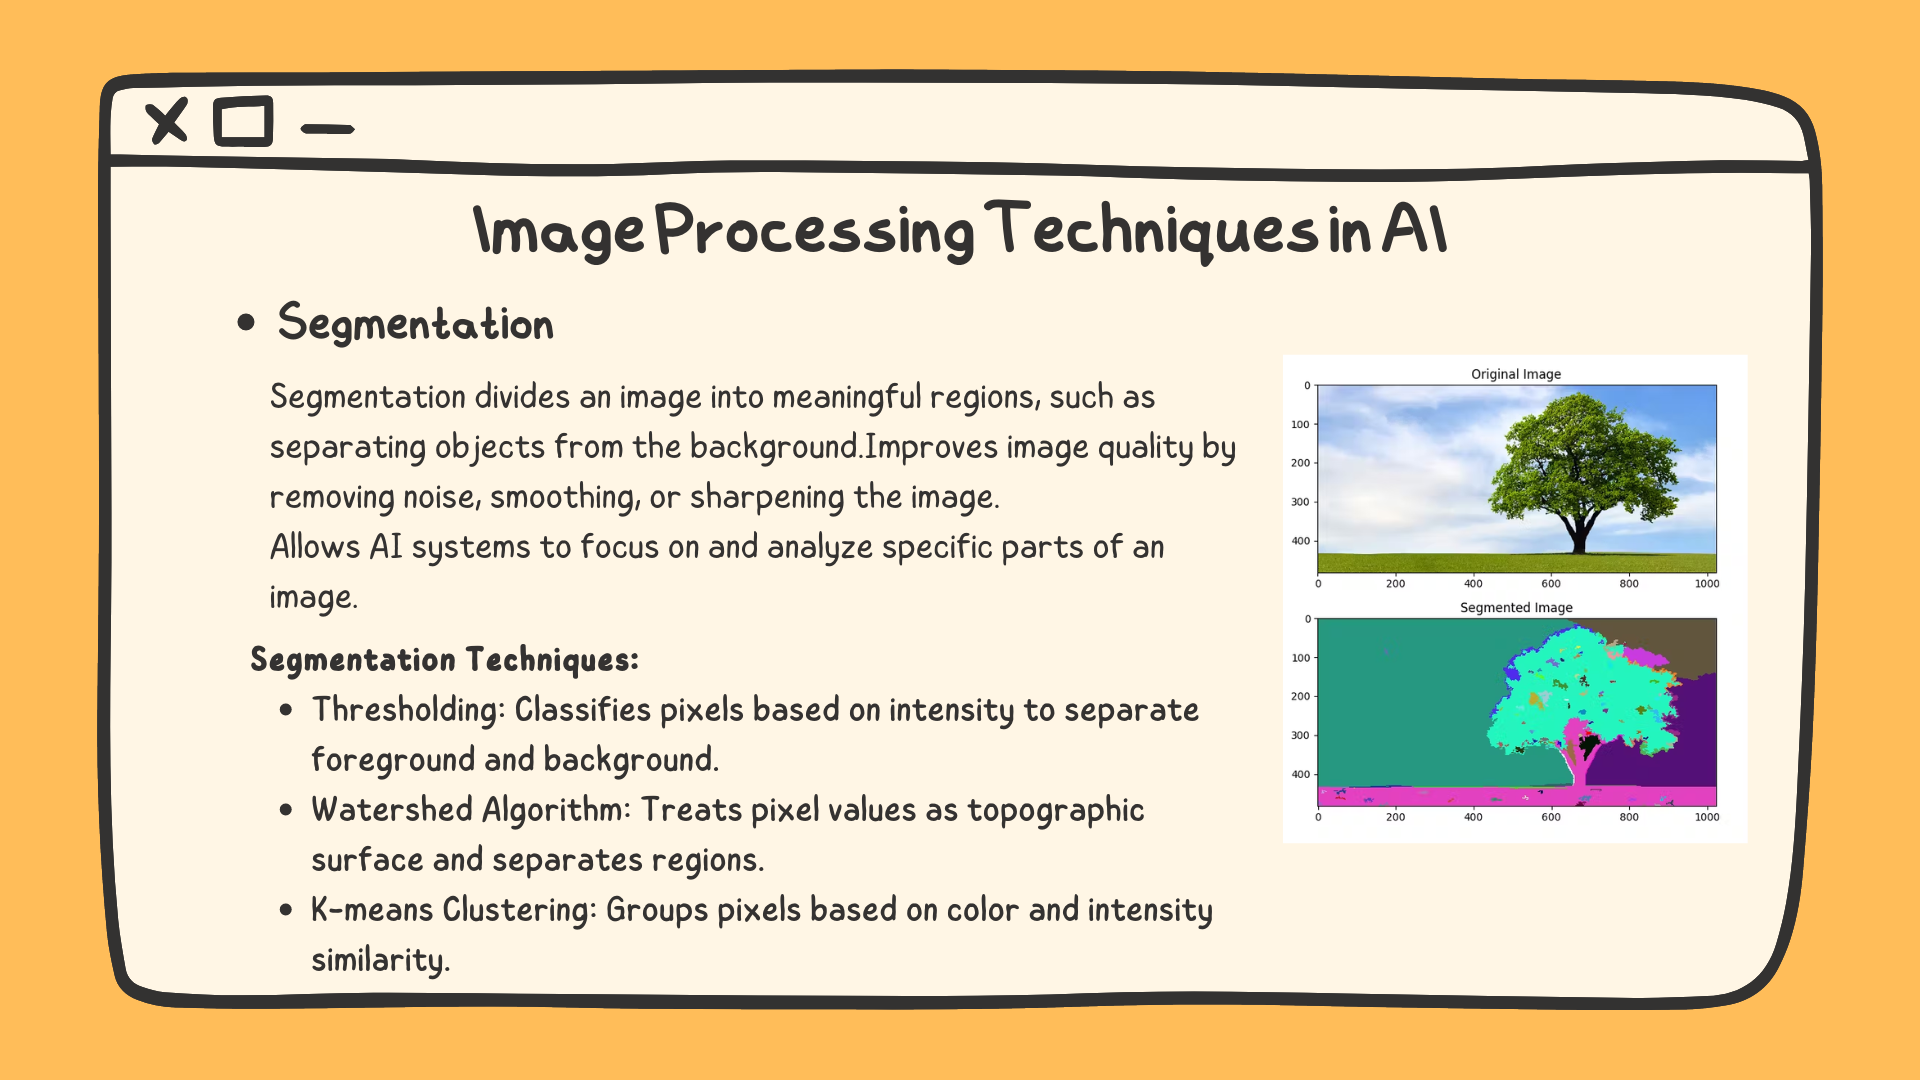 Image Processing Techniques in AI
• Segmentation
Segmentation divides an image into meaningful regions, such as
separating objects from the background.Improves image quality by
removing noise, smoothing, or sharpening the image.
Allows AI systems to focus on and analyze specific parts of an
image.
Segmentation Techniques:
• Thresholding: Classifies pixels based on intensity to separate
foreground and background.
• Watershed Algorithm: Treats pixel values as topographic
surface and separates regions.
• K-means Clustering: Groups pixels based on color and intensity
similarity.
Original Image
0
100
200
300
400
0 200 400 600 800 1000
Segmented Image
0
100
200
300
400
0 200 400 600 800 1000